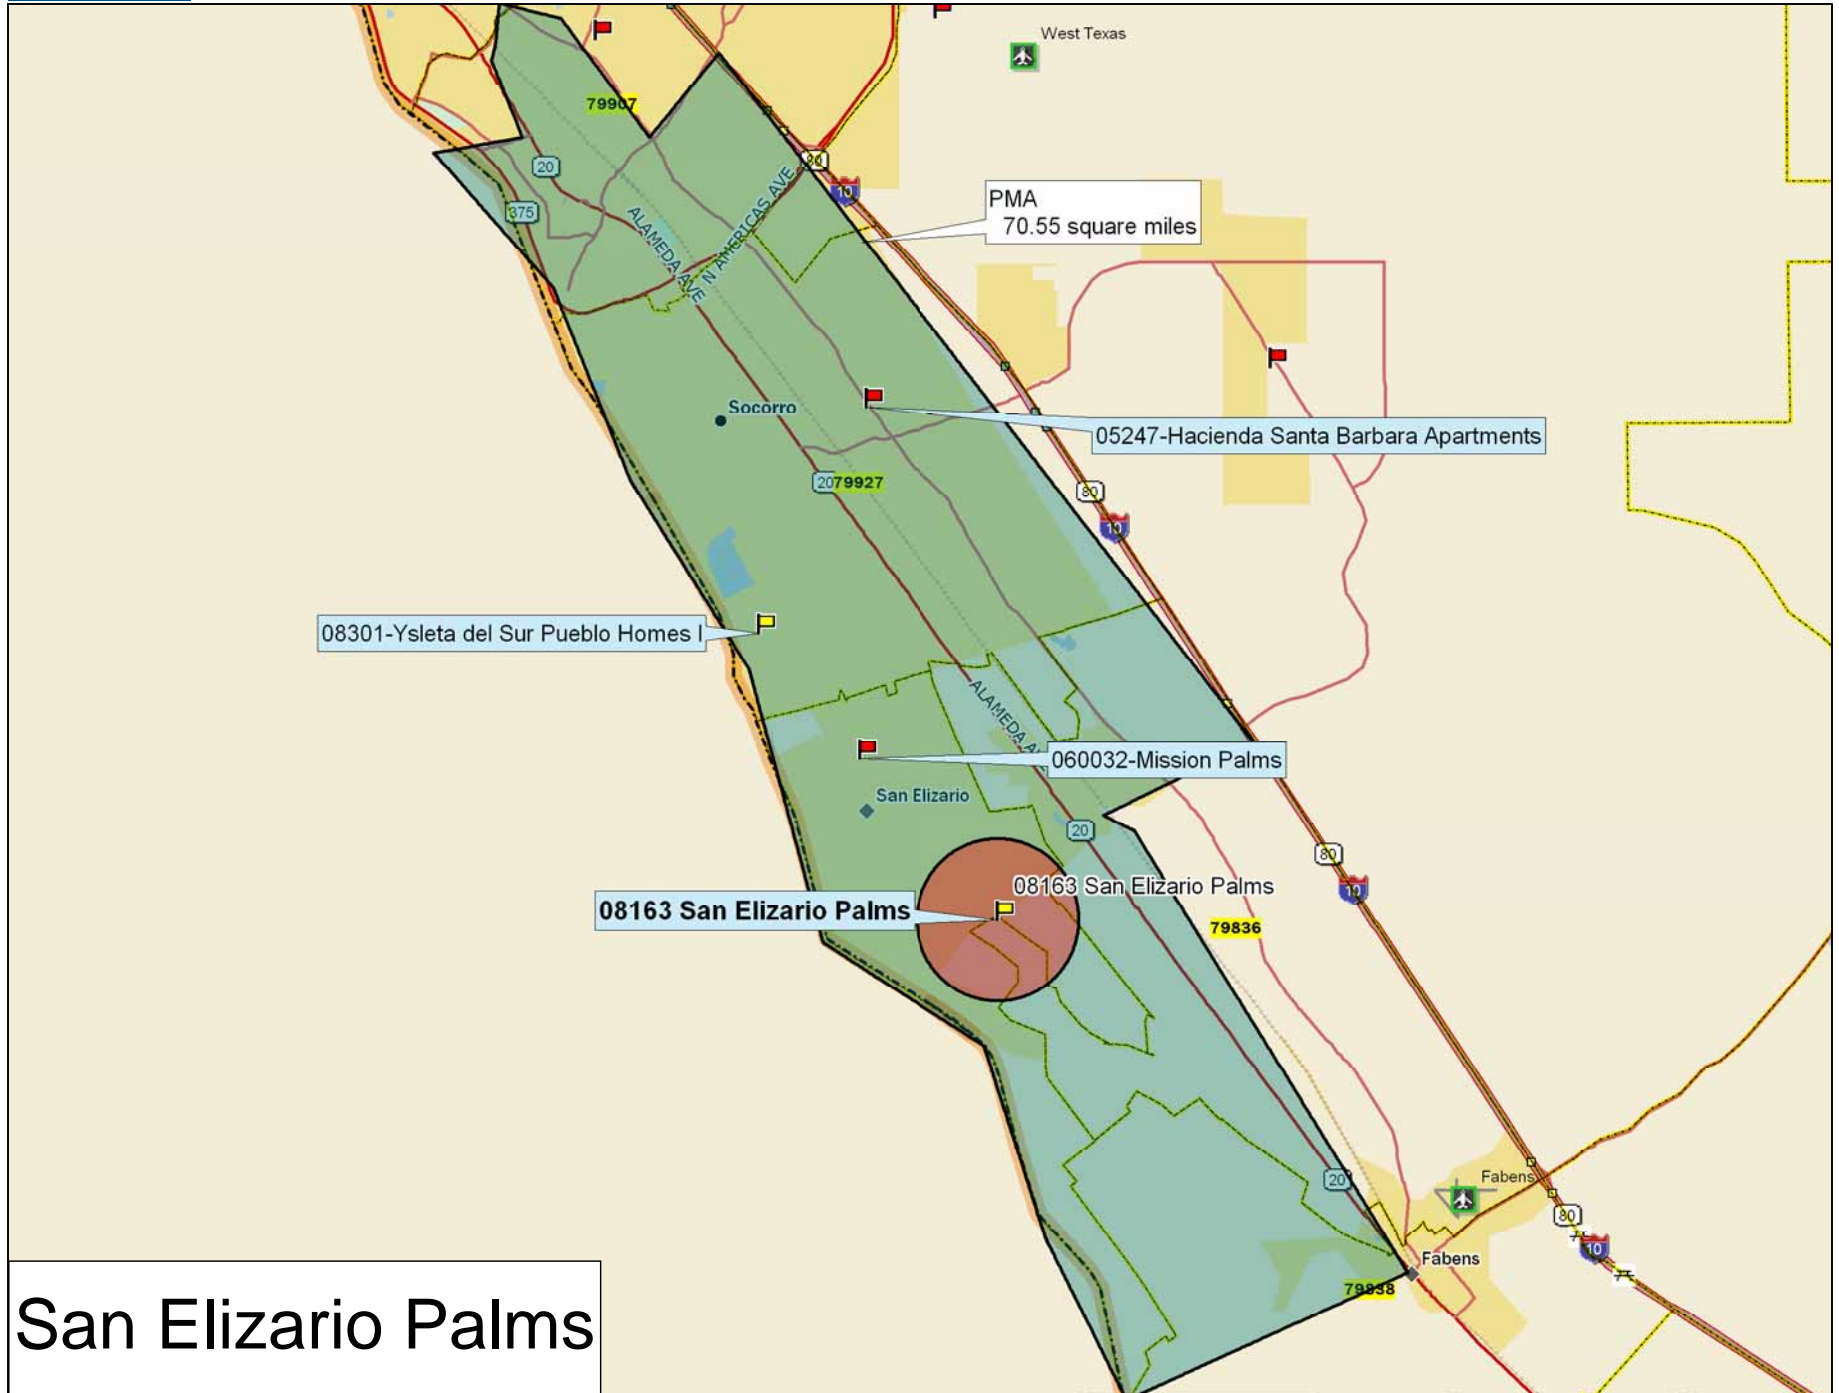 West Texas
79907
20
80
10
375
PMA
70.55 square miles
ALAMEDA AVE
N AMERICAS AVE
Socorro
05247-Hacienda Santa Barbara Apartments
20
79927
80
10
08301-Ysleta del Sur Pueblo Homes I
ALAMEDA AV
060032-Mission Palms
San Elizario
20
80
10
08163 San Elizario Palms
08163 San Elizario Palms
79836
20
Fabens
80
10
Fabens
79838
San Elizario Palms